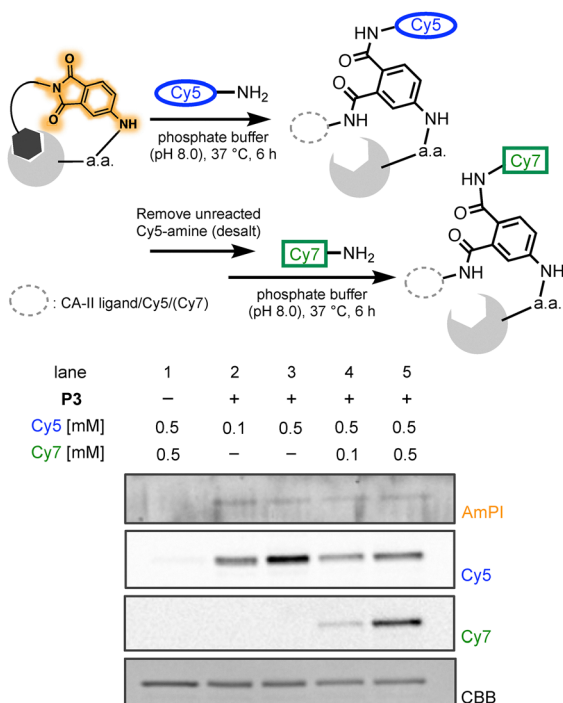 HN Cy5
O
O
N
O
NH
a.a.
Cy5 NH2
phosphate buffer
(pH 8.0), 37 °C, 6 h
O
NH
NH
a.a.
Remove unreacted
Cy5-amine (desalt)
Cy7 NH2
phosphate buffer
(pH 8.0), 37 °C, 6 h
: CA-II ligand/Cy5/(Cy7)
HN Cy7
O
O
NH
NH
a.a.
lane 1 2 3 4 5
P3 – + + + +
Cy5 [mM] 0.5 0.1 0.5 0.5 0.5
Cy7 [mM] 0.5 – – 0.1 0.5
AmPI
Cy5
Cy7
CBB